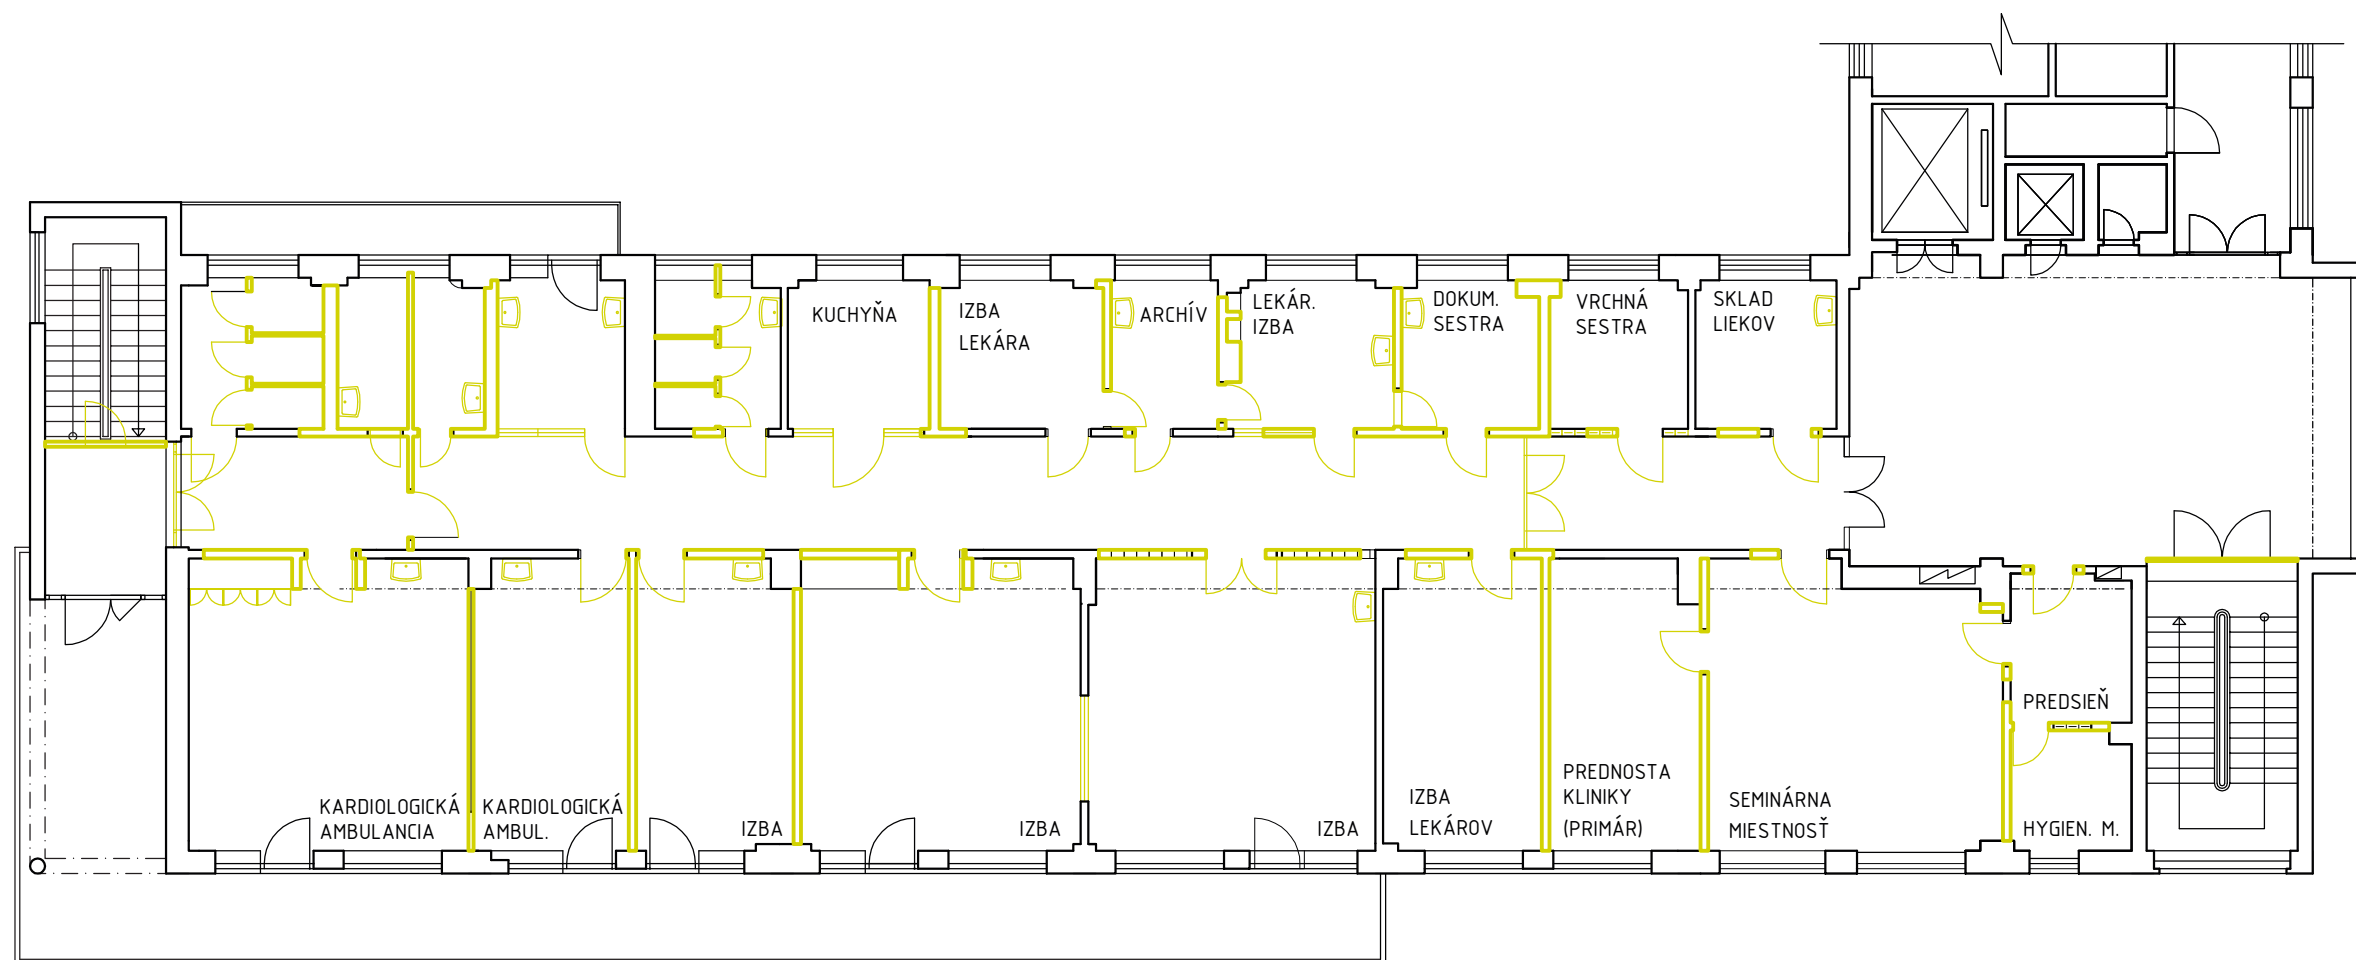 KUCHYŇA
IZBA
LEKÁRA
ARCHÍV
LEKÁR.
IZBA
DOKUM.
SESTRA
VRCHNÁ
SESTRA
SKLAD
LIEKOV
KARDIOLOGICKÁ
AMBULANCIA
KARDIOLOGICKÁ
AMBUL.
IZBA
IZBA
IZBA
IZBA
LEKÁROV
PREDNOSTA
KLINIKY
(PRIMÁR)
SEMINÁRNA
MIESTNOSŤ
PREDSIEŇ
HYGIEN. M.